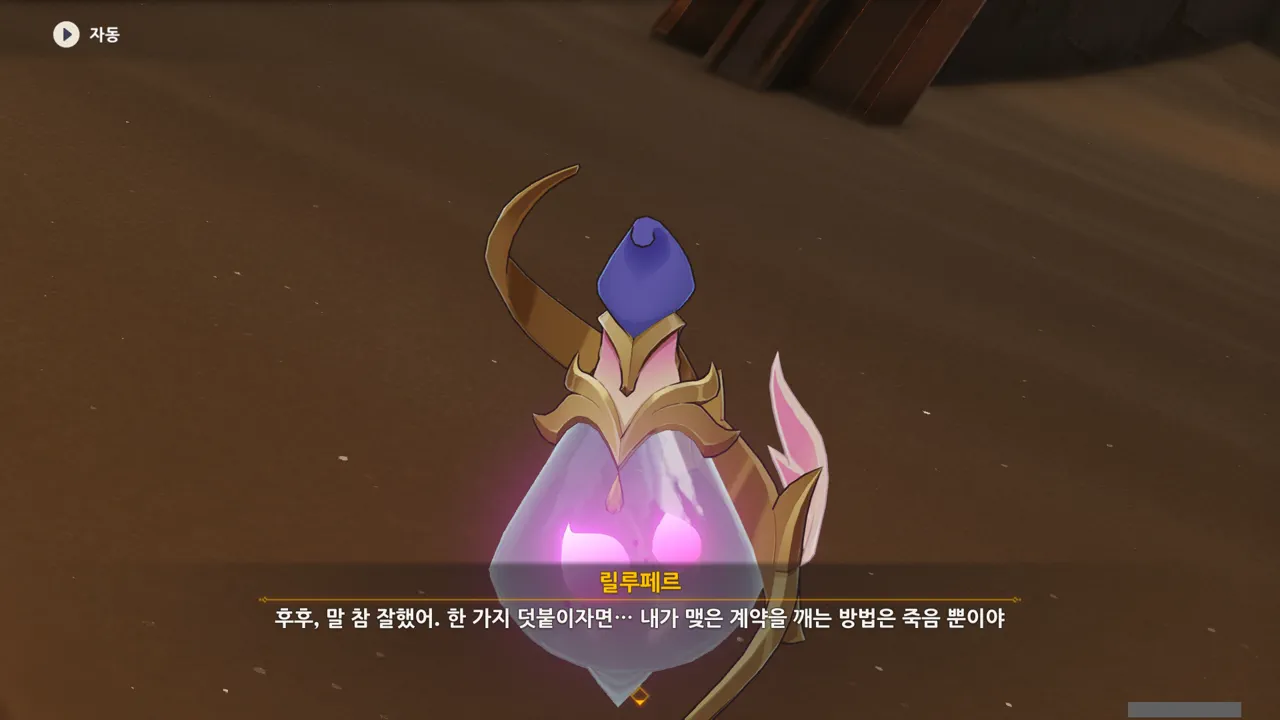 자동
릴루페르
후후, 말 참 잘했어. 한 가지 덧붙이자면… 내가 맺은 계약을 깨는 방법은 죽음 뿐이야